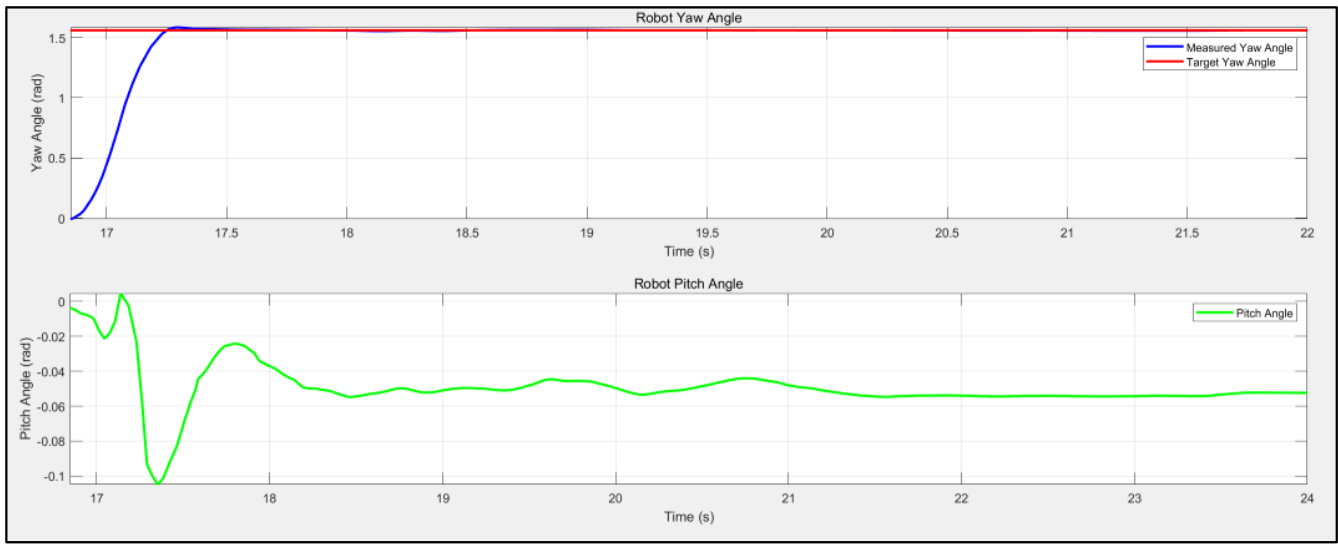 Robot Yaw Angle
1.5
1
0.5
0
Yaw Angle (rad)
Measured Yaw Angle
Target Yaw Angle
17 17.5 18 18.5 19 19.5 20 20.5 21 21.5 22
Time (s)
Robot Pitch Angle
0
-0.02
-0.04
-0.06
-0.08
-0.1
Pitch Angle (rad)
Pitch Angle
17 18 19 20 21 22 23 24
Time (s)